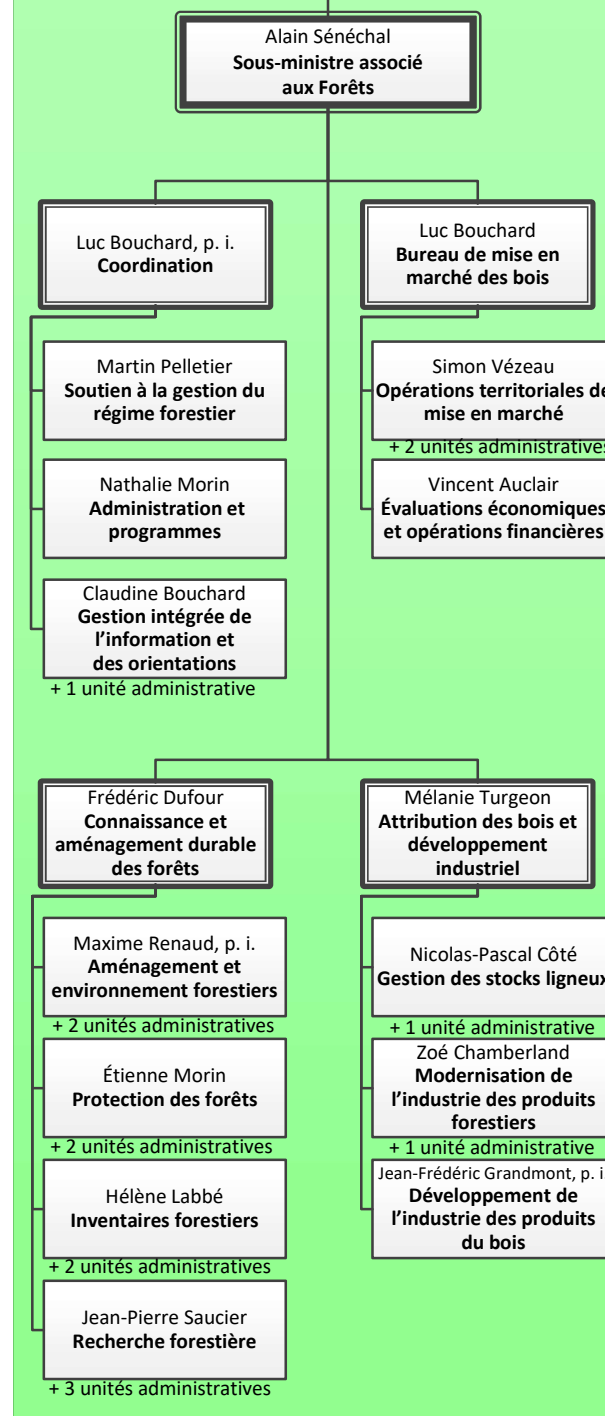 Alain Sénéchal
Sous-ministre associé
aux Forêts
Luc Bouchard, p. i.
Coordination
Martin Pelletier
Soutien à la gestion du
régime forestier
Nathalie Morin
Administration et
programmes
Claudine Bouchard
Gestion intégrée de
l’information et
des orientations
+ 1 unité administrative
Luc Bouchard
Bureau de mise en
marché des bois
Simon Vézeau
Opérations territoriales de
mise en marché
+ 2 unités administratives
Vincent Auclair
Évaluations économiques
et opérations financières
Frédéric Dufour
Connaissance et
aménagement durable
des forêts
Maxime Renaud, p. i.
Aménagement et
environnement forestiers
+ 2 unités administratives
Étienne Morin
Protection des forêts
+ 2 unités administratives
Hélène Labbé
Inventaires forestiers
+ 2 unités administratives
Jean-Pierre Saucier
Recherche forestière
+ 3 unités administratives
Mélanie Turgeon
Attribution des bois et
développement
industriel
Nicolas-Pascal Côté
Gestion des stocks ligneux
+ 1 unité administrative
Zoé Chamberland
Modernisation de
l’industrie des produits
forestiers
+ 1 unité administrative
Jean-Frédéric Grandmont, p. i.
Développement de
l’industrie des produits
du bois